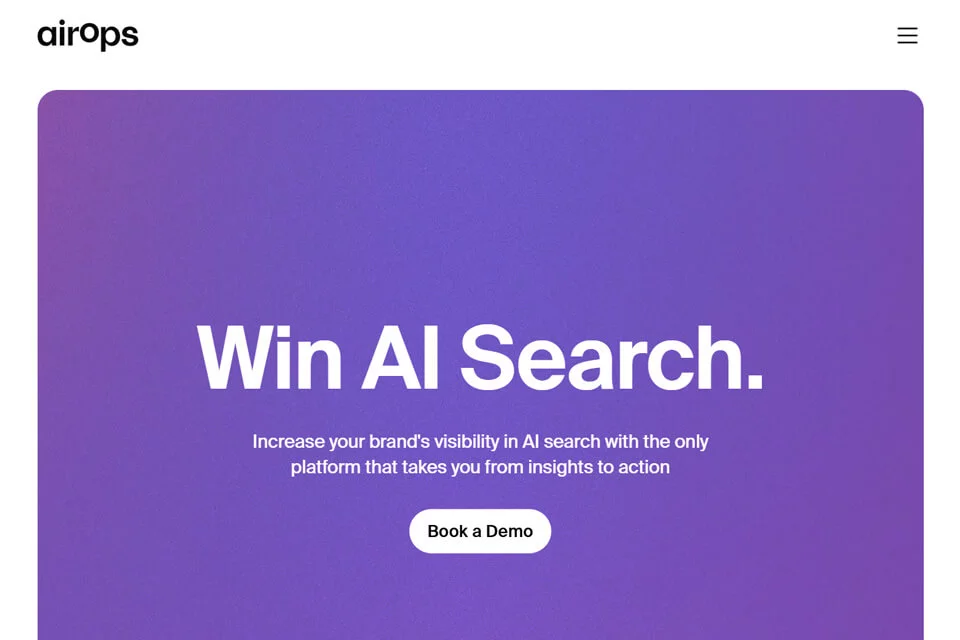 airOps
Win AI Search.
Increase your brand's visibility in AI search with the only
platform that takes you from insights to action
Book a Demo